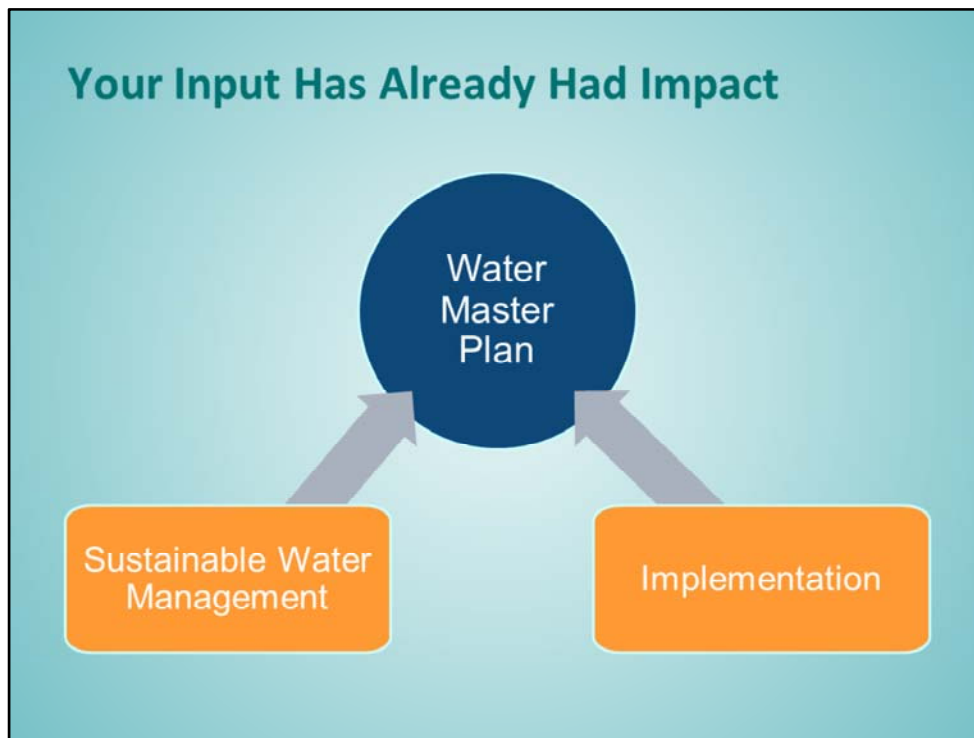 Your Input Has Already Had Impact
Water
Master
Plan
Sustainable Water
Management
Implementation